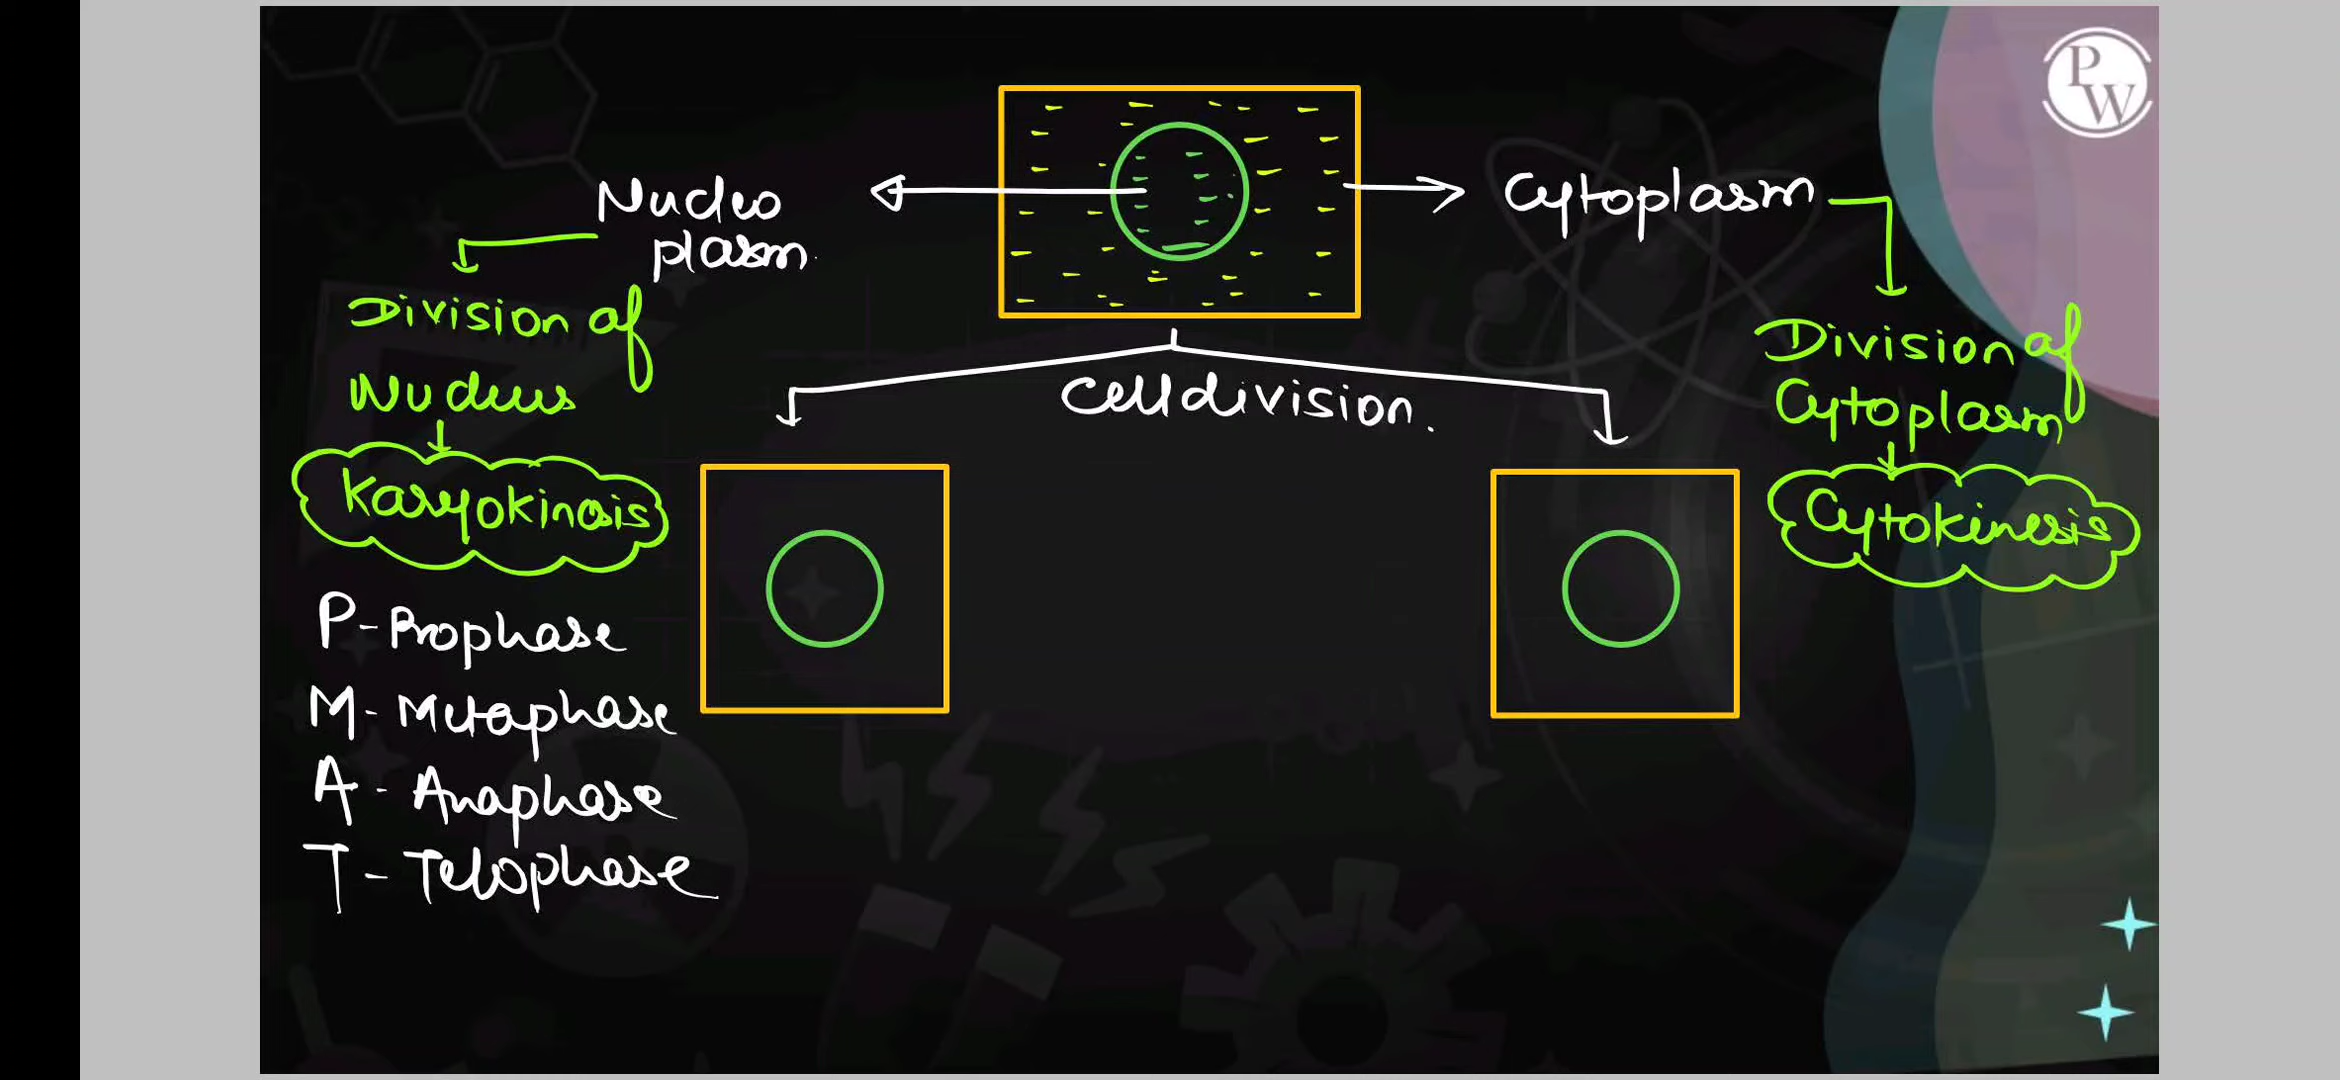 PW
Nucleo
plasm.
Cytoplasm
Division of
Nucleus
Karyokinesis
Division of
Cytoplasm
Cytokinesis
Cell division.
P - Prophase
M - Metaphase
A - Anaphase
T - Telophase